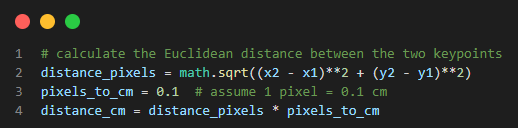 1 # calculate the Euclidean distance between the two keypoints
2 distance_pixels = math.sqrt((x2 - x1)**2 + (y2 - y1)**2)
3 pixels_to_cm = 0.1  # assume 1 pixel = 0.1 cm
4 distance_cm = distance_pixels * pixels_to_cm